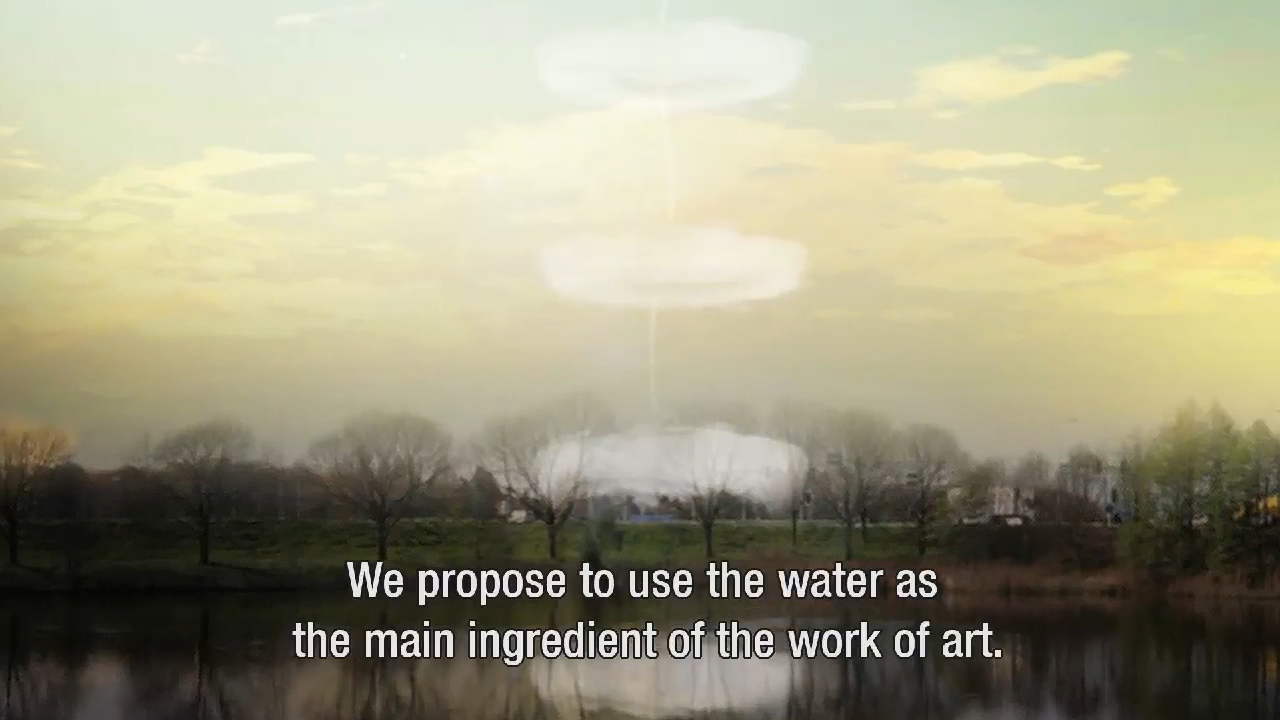 We propose to use the water as
the main ingredient of the work of art.